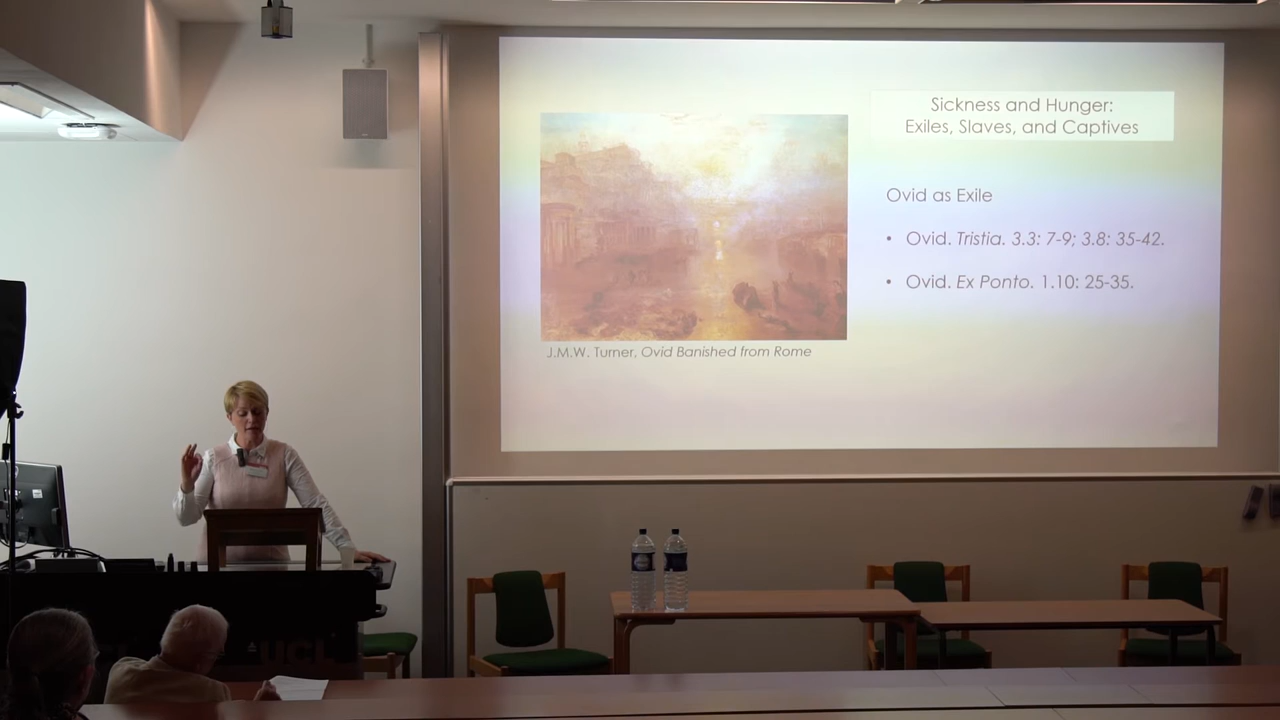 Sickness and Hunger:
Exiles, Slaves, and Captives
Ovid as Exile
• Ovid. Tristia. 3.3: 7-9; 3.8: 35-42.
• Ovid. Ex Ponto. 1.10: 25-35.
J.M.W. Turner, Ovid Banished from Rome
UCL